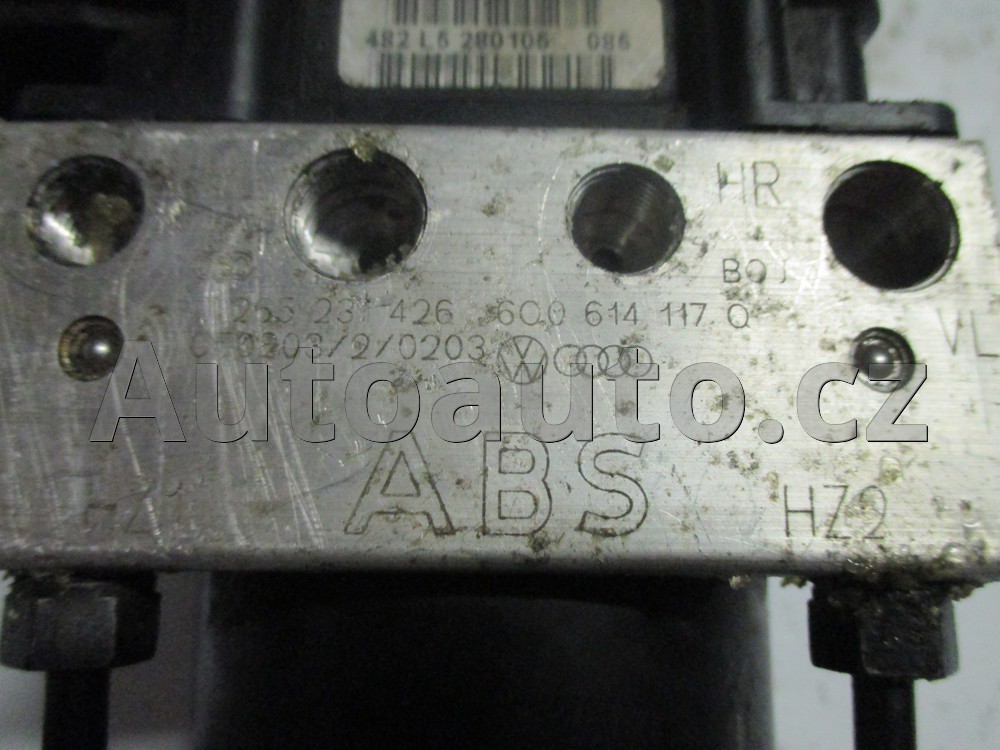 482 L5 280106 086
HR
BO
265 231 426 6Q0 614 117 Q
0203/2/0203
VL
Autoauto.cz
ABS
HZ2